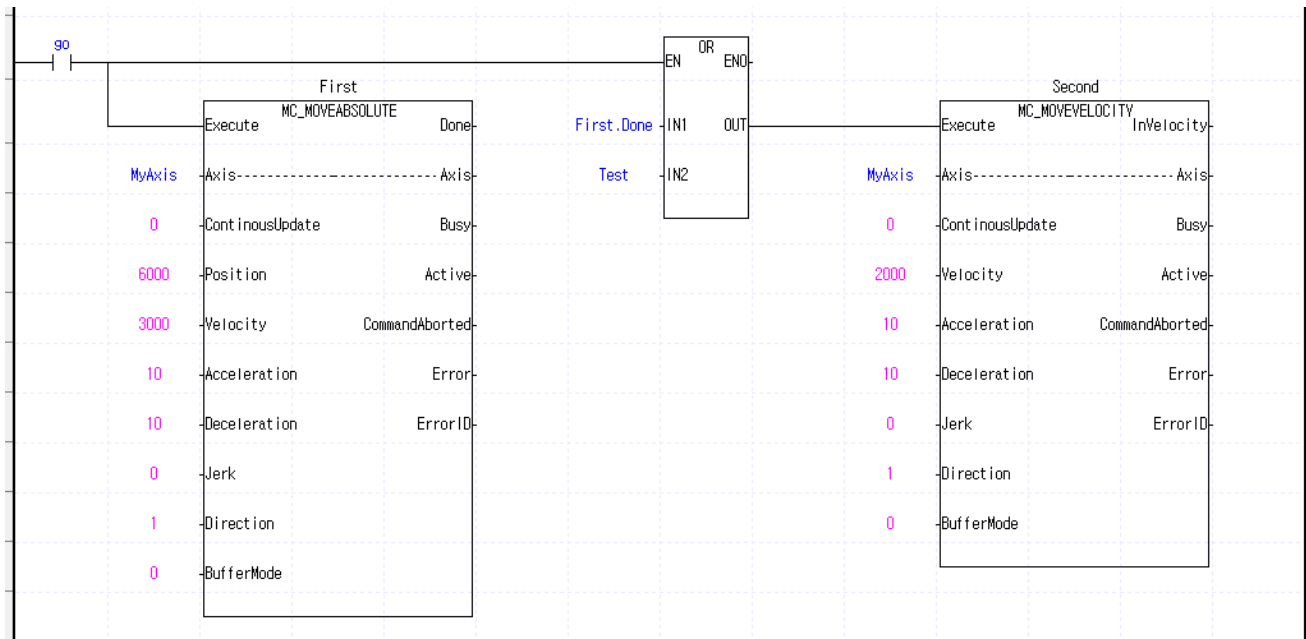 go
OR
EN ENO
First
Second
MC_MOVEABSOLUTE
MC_MOVEVELOCITY
Execute Done
First.Done IN1 OUT
Execute InVelocity
MyAxis Axis Axis
Test IN2
MyAxis Axis Axis
0 ContinousUpdate Busy
0 ContinousUpdate Busy
6000 Position Active
2000 Velocity Active
3000 Velocity CommandAborted
10 Acceleration CommandAborted
10 Acceleration Error
10 Deceleration Error
10 Deceleration ErrorID
0 Jerk ErrorID
0 Jerk
1 Direction
1 Direction
0 BufferMode
0 BufferMode